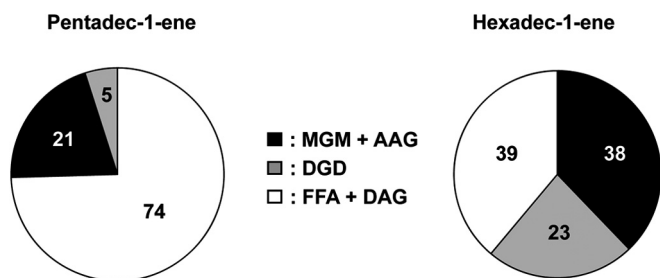 Pentadec-1-ene
5
21
74
: MGM + AAG
: DGD
: FFA + DAG
Hexadec-1-ene
39
38
23